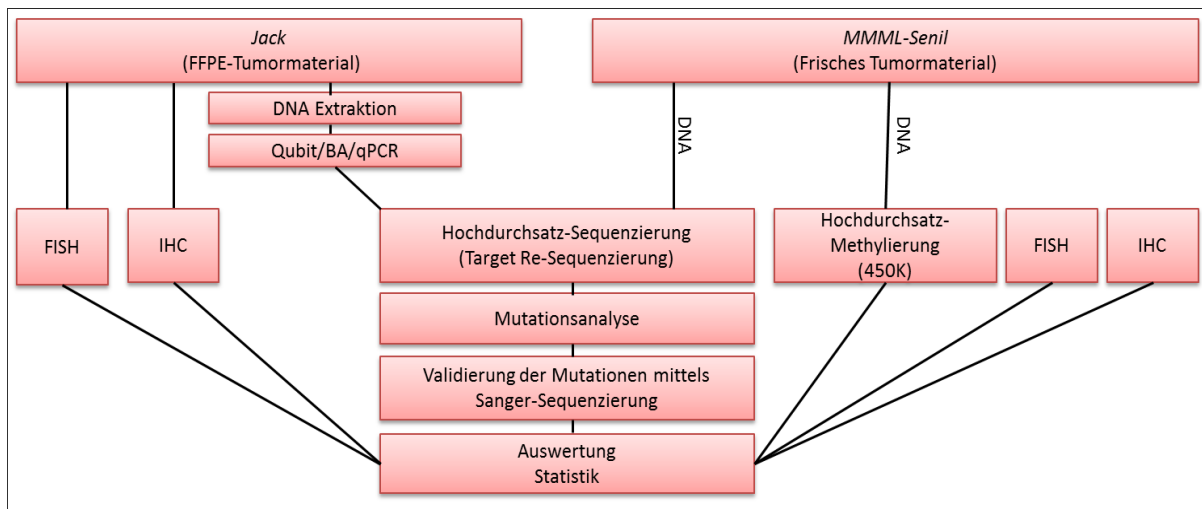 Jack
(FFPE-Tumormaterial)
MMML-Senil
(Frisches Tumormaterial)
DNA Extraktion
Qubit/BA/qPCR
DNA
DNA
FISH
IHC
Hochdurchsatz-Sequenzierung
(Target Re-Sequenzierung)
Hochdurchsatz-
Methylierung
(450K)
FISH
IHC
Mutationsanalyse
Validierung der Mutationen mittels
Sanger-Sequenzierung
Auswertung
Statistik